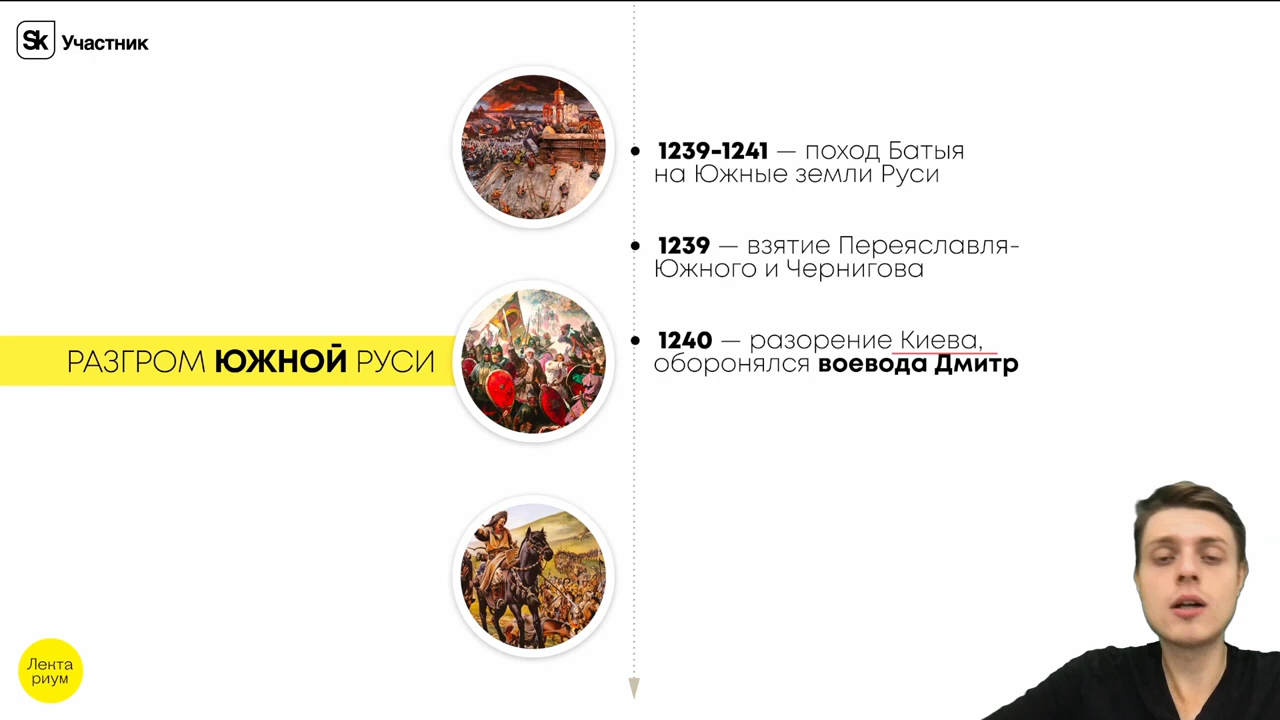 Sk Участник
1239-1241 — поход Батыя
на Южные земли Руси
1239 — взятие Переяславля-
Южного и Чернигова
РАЗГРОМ ЮЖНОЙ РУСИ
1240 — разорение Киева,
оборонялся воевода Дмитр
Лекта
риум